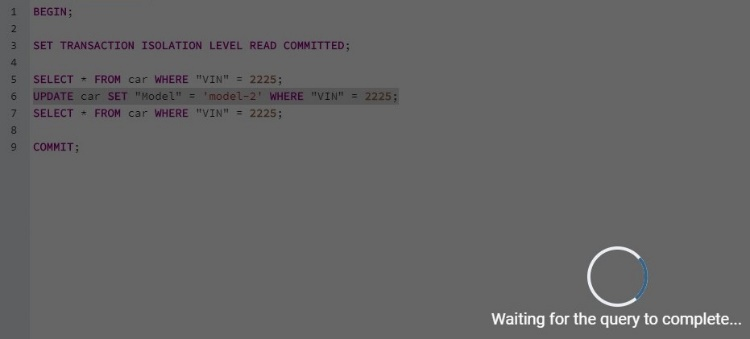 1 BEGIN;
2
3 SET TRANSACTION ISOLATION LEVEL READ COMMITTED;
4
5 SELECT * FROM car WHERE "VIN" = 2225;
6 UPDATE car SET "Model" = 'model-2' WHERE "VIN" = 2225;
7 SELECT * FROM car WHERE "VIN" = 2225;
8
9 COMMIT;
Waiting for the query to complete...